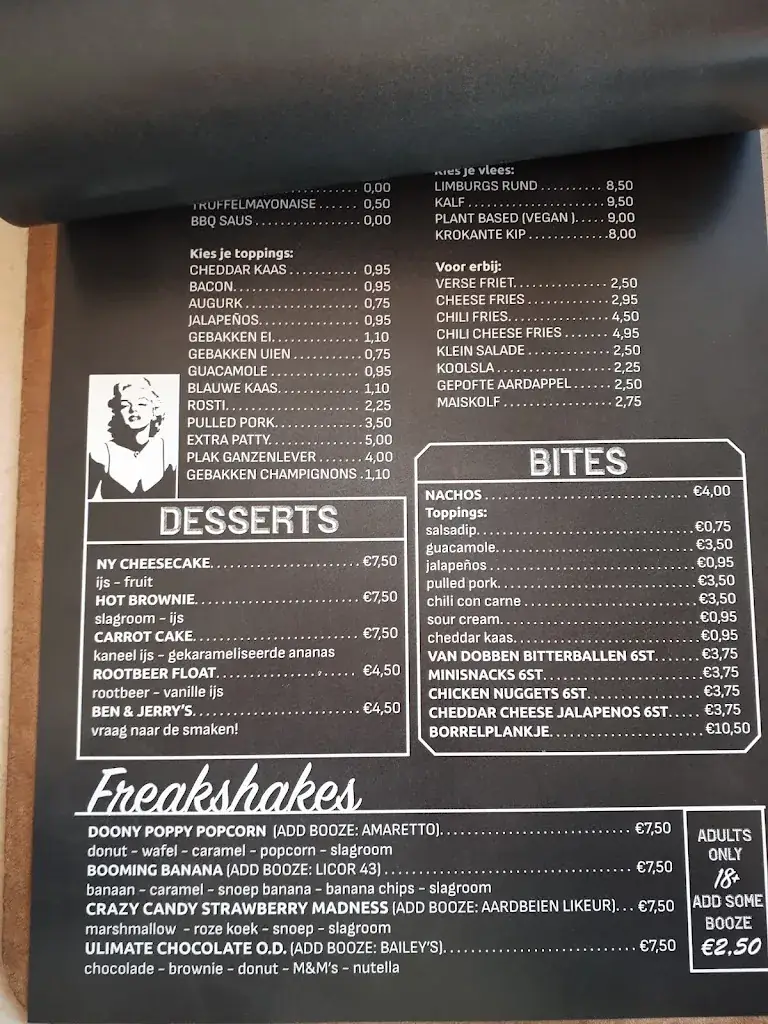 0,00
TRUFFELMAYONAISE...... 0,50
BBQ SAUS.................. 0,00
Kies je toppings:
CHEDDAR KAAS........... 0,95
BACON..................... 0,95
AUGURK................... 0,75
JALAPEÑOS................ 0,95
GEBAKKEN EI.............. 1,10
GEBAKKEN UIEN.......... 0,75
GUACAMOLE.............. 0,95
BLAUWE KAAS............ 1,10
ROSTI...................... 2,25
PULLED PORK............. 3,50
EXTRA PATTY.............. 5,00
PLAK GANZENLEVER....... 4,00
GEBAKKEN CHAMPIGNONS. 1,10
Kies je vlees:
LIMBURGS RUND.......... 8,50
KALF....................... 9,50
PLANT BASED (VEGAN ).... 9,00
KROKANTE KIP............. 8,00
Voor erbij:
VERSE FRIET............... 2,50
CHEESE FRIES............. 2,95
CHILI FRIES................ 4,50
CHILI CHEESE FRIES....... 4,95
KLEIN SALADE............. 2,50
KOOLSLA.................. 2,25
GEPOFTE AARDAPPEL...... 2,50
MAISKOLF................. 2,75
DESSERTS
NY CHEESECAKE........................ €7,50
ijs - fruit
HOT BROWNIE.......................... €7,50
slagroom - ijs
CARROT CAKE.......................... €7,50
kaneel ijs - gekarameliseerde ananas
ROOTBEER FLOAT....................... €4,50
rootbeer - vanille ijs
BEN & JERRY'S.......................... €4,50
vraag naar de smaken!
BITES
NACHOS................................ €4,00
Toppings:
salsadip................................. €0,75
guacamole.............................. €3,50
jalapeños............................... €0,95
pulled pork.............................. €3,50
chili con carne.......................... €3,50
sour cream............................. €0,95
cheddar kaas........................... €0,95
VAN DOBBEN BITTERBALLEN 6ST....... €3,75
MINISNACKS 6ST....................... €3,75
CHICKEN NUGGETS 6ST................. €3,75
CHEDDAR CHEESE JALAPENOS 6ST..... €3,75
BORRELPLANKJE........................ €10,50
Freakshakes
DOONY POPPY POPCORN (ADD BOOZE: AMARETTO)............................ €7,50
donut - wafel - caramel - popcorn - slagroom
BOOMING BANANA (ADD BOOZE: LICOR 43)..................................... €7,50
banaan - caramel - snoep banana - banana chips - slagroom
CRAZY CANDY STRAWBERRY MADNESS (ADD BOOZE: AARDBEIEN LIKEUR)... €7,50
marshmallow - roze koek - snoep - slagroom
ULIMATE CHOCOLATE O.D. (ADD BOOZE: BAILEY'S)............................ €7,50
chocolade - brownie - donut - M&M's - nutella
ADULTS
ONLY
18+
ADD SOME
BOOZE
€2.50